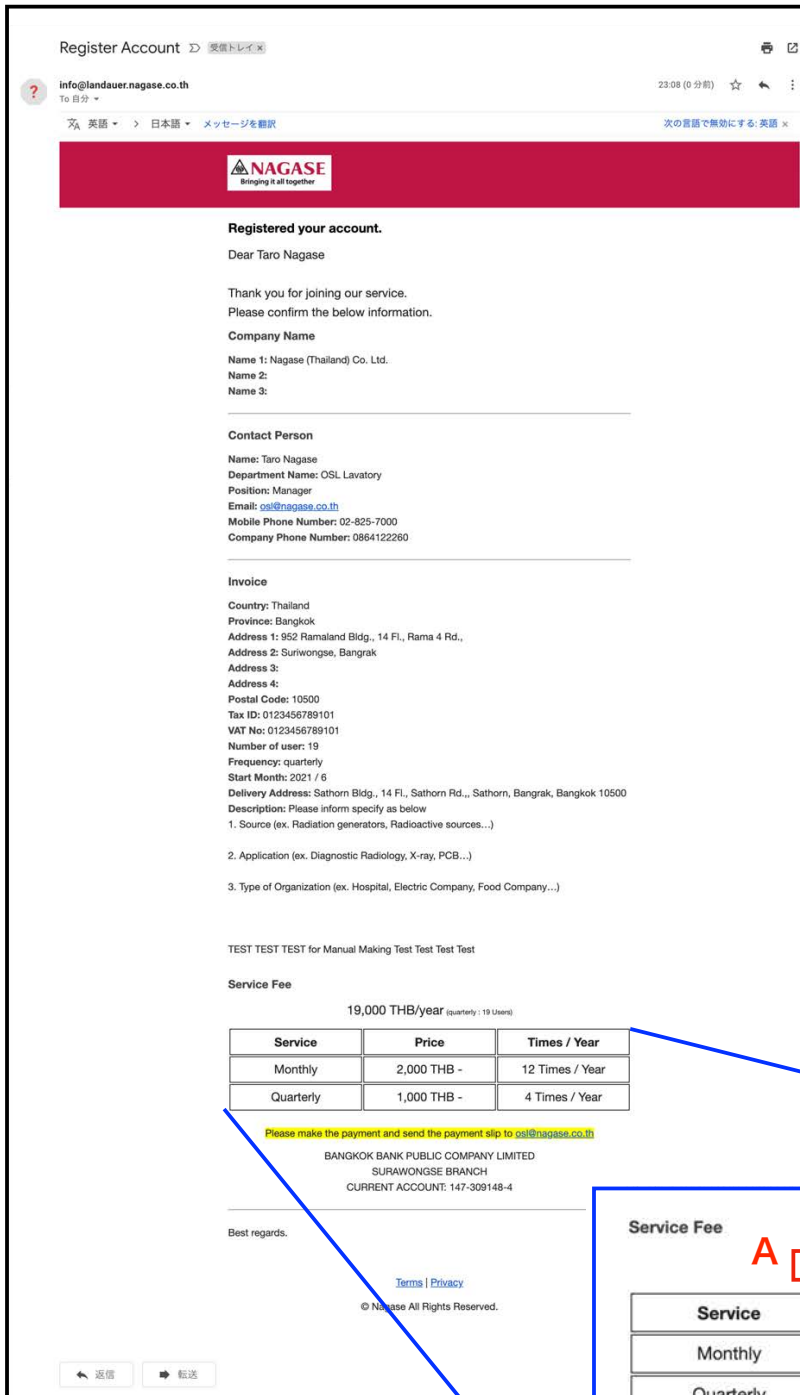 Register Account 受信トレイ ×
info@landauer.nagase.co.th 23:08 (0 分前)
To 自分
英語 > 日本語 メッセージを翻訳 次の言語で無効にする: 英語 ×
NAGASE
Bringing it all together
Registered your account.
Dear Taro Nagase
Thank you for joining our service.
Please confirm the below information.
Company Name
Name 1: Nagase (Thailand) Co. Ltd.
Name 2:
Name 3:
Contact Person
Name: Taro Nagase
Department Name: OSL Lavatory
Position: Manager
Email: osl@nagase.co.th
Mobile Phone Number: 02-825-7000
Company Phone Number: 0864122260
Invoice
Country: Thailand
Province: Bangkok
Address 1: 952 Ramaland Bldg., 14 Fl., Rama 4 Rd.,
Address 2: Suriwongse, Bangrak
Address 3:
Address 4:
Postal Code: 10500
Tax ID: 0123456789101
VAT No: 0123456789101
Number of user: 19
Frequency: quarterly
Start Month: 2021 / 6
Delivery Address: Sathorn Bldg., 14 Fl., Sathorn Rd.,, Sathorn, Bangrak, Bangkok 10500
Description: Please inform specify as below
1. Source (ex. Radiation generators, Radioactive sources...)
2. Application (ex. Diagnostic Radiology, X-ray, PCB...)
3. Type of Organization (ex. Hospital, Electric Company, Food Company...)
TEST TEST TEST for Manual Making Test Test Test Test
Service Fee
19,000 THB/year (quarterly : 19 Users)
Service Price Times / Year
Monthly 2,000 THB - 12 Times / Year
Quarterly 1,000 THB - 4 Times / Year
Please make the payment and send the payment slip to osl@nagase.co.th
BANGKOK BANK PUBLIC COMPANY LIMITED
SURAWONGSE BRANCH
CURRENT ACCOUNT: 147-309148-4
Best regards.
Terms | Privacy
© Nagase All Rights Reserved.
返信 転送
Service Fee
A
Service
Monthly
Quarterly